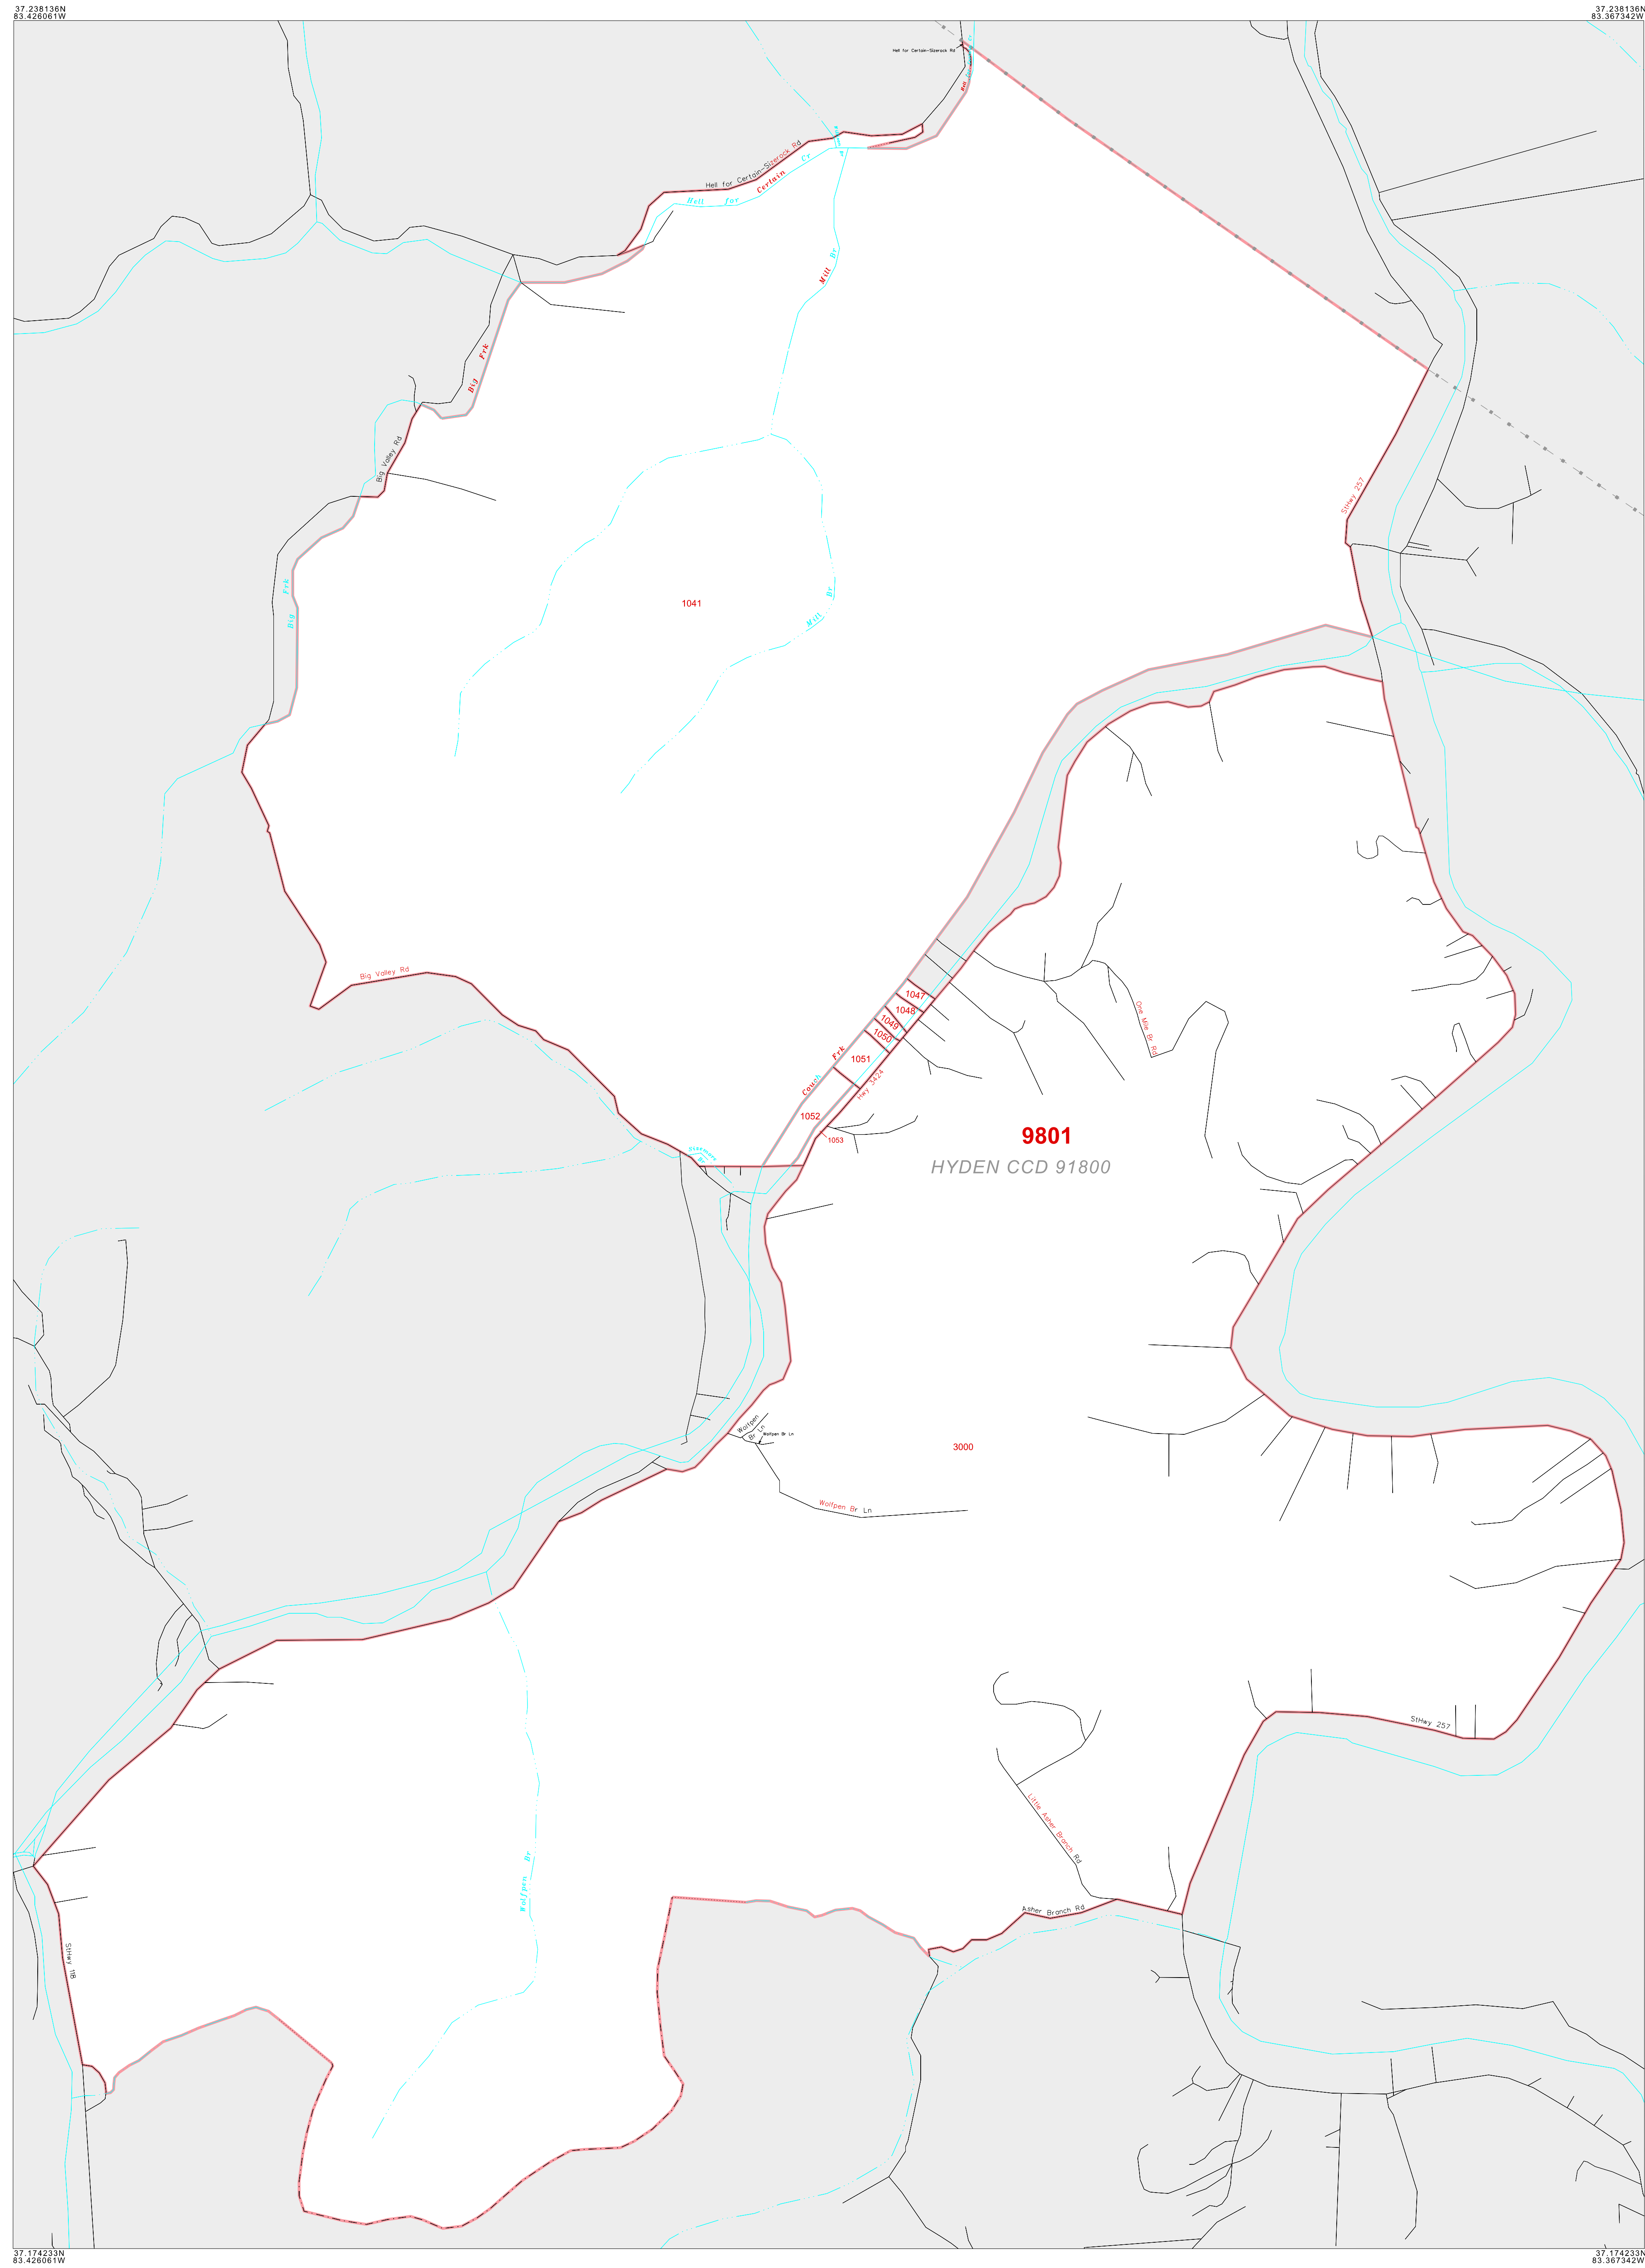 37.238136N
83.426061W
37.238136N
83.367342W
Hell for Certain-Sizerock Rd
Hell for Certain-Sizerock Rd
Hell for Certain Cr
Mill Br
Big Frk
Big Valley Rd
StHwy 257
Big Frk
1041
Mill Br
Big Valley Rd
1047
1048
1049
1050
1051
1052
1053
Couch Frk
Hwy 3424
One Mile Br Rd
9801
HYDEN CCD 91800
Wolfpen
Br Ln
Wolfpen Br Ln
3000
Wolfpen Br Ln
StHwy 257
Little Asher Branch Rd
Wolfpen Br
Asher Branch Rd
StHwy 118
37.174233N
83.426061W
37.174233N
83.367342W